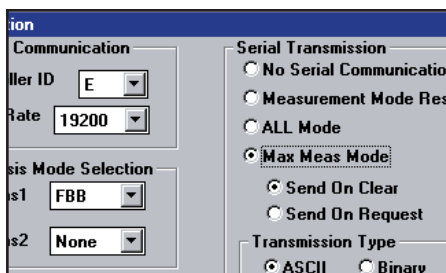 ion
Communication
ller ID E
Rate 19200
sis Mode Selection
s1 FBB
s2 None
Serial Transmission
No Serial Communicatio
Measurement Mode Res
ALL Mode
Max Meas Mode
Send On Clear
Send On Request
Transmission Type
ASCII Binary